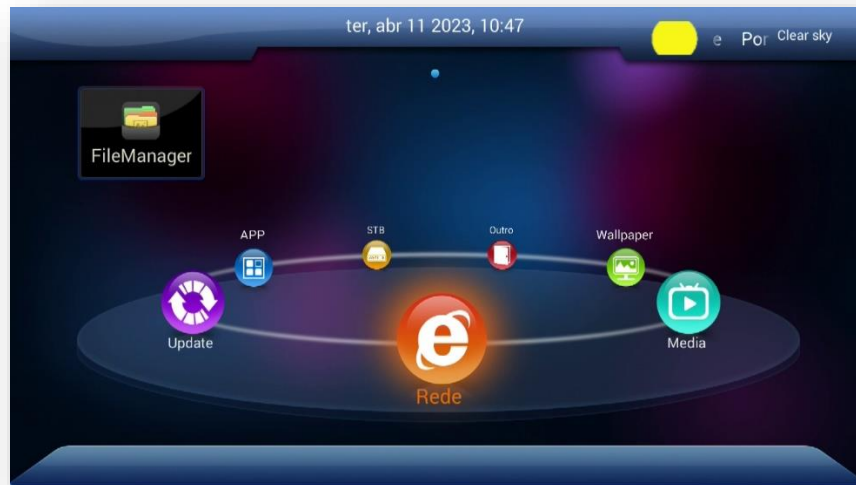 ter, abr 11 2023, 10:47
e Por Clear sky
FileManager
APP
STB
Outro
Wallpaper
Update
Media
Rede